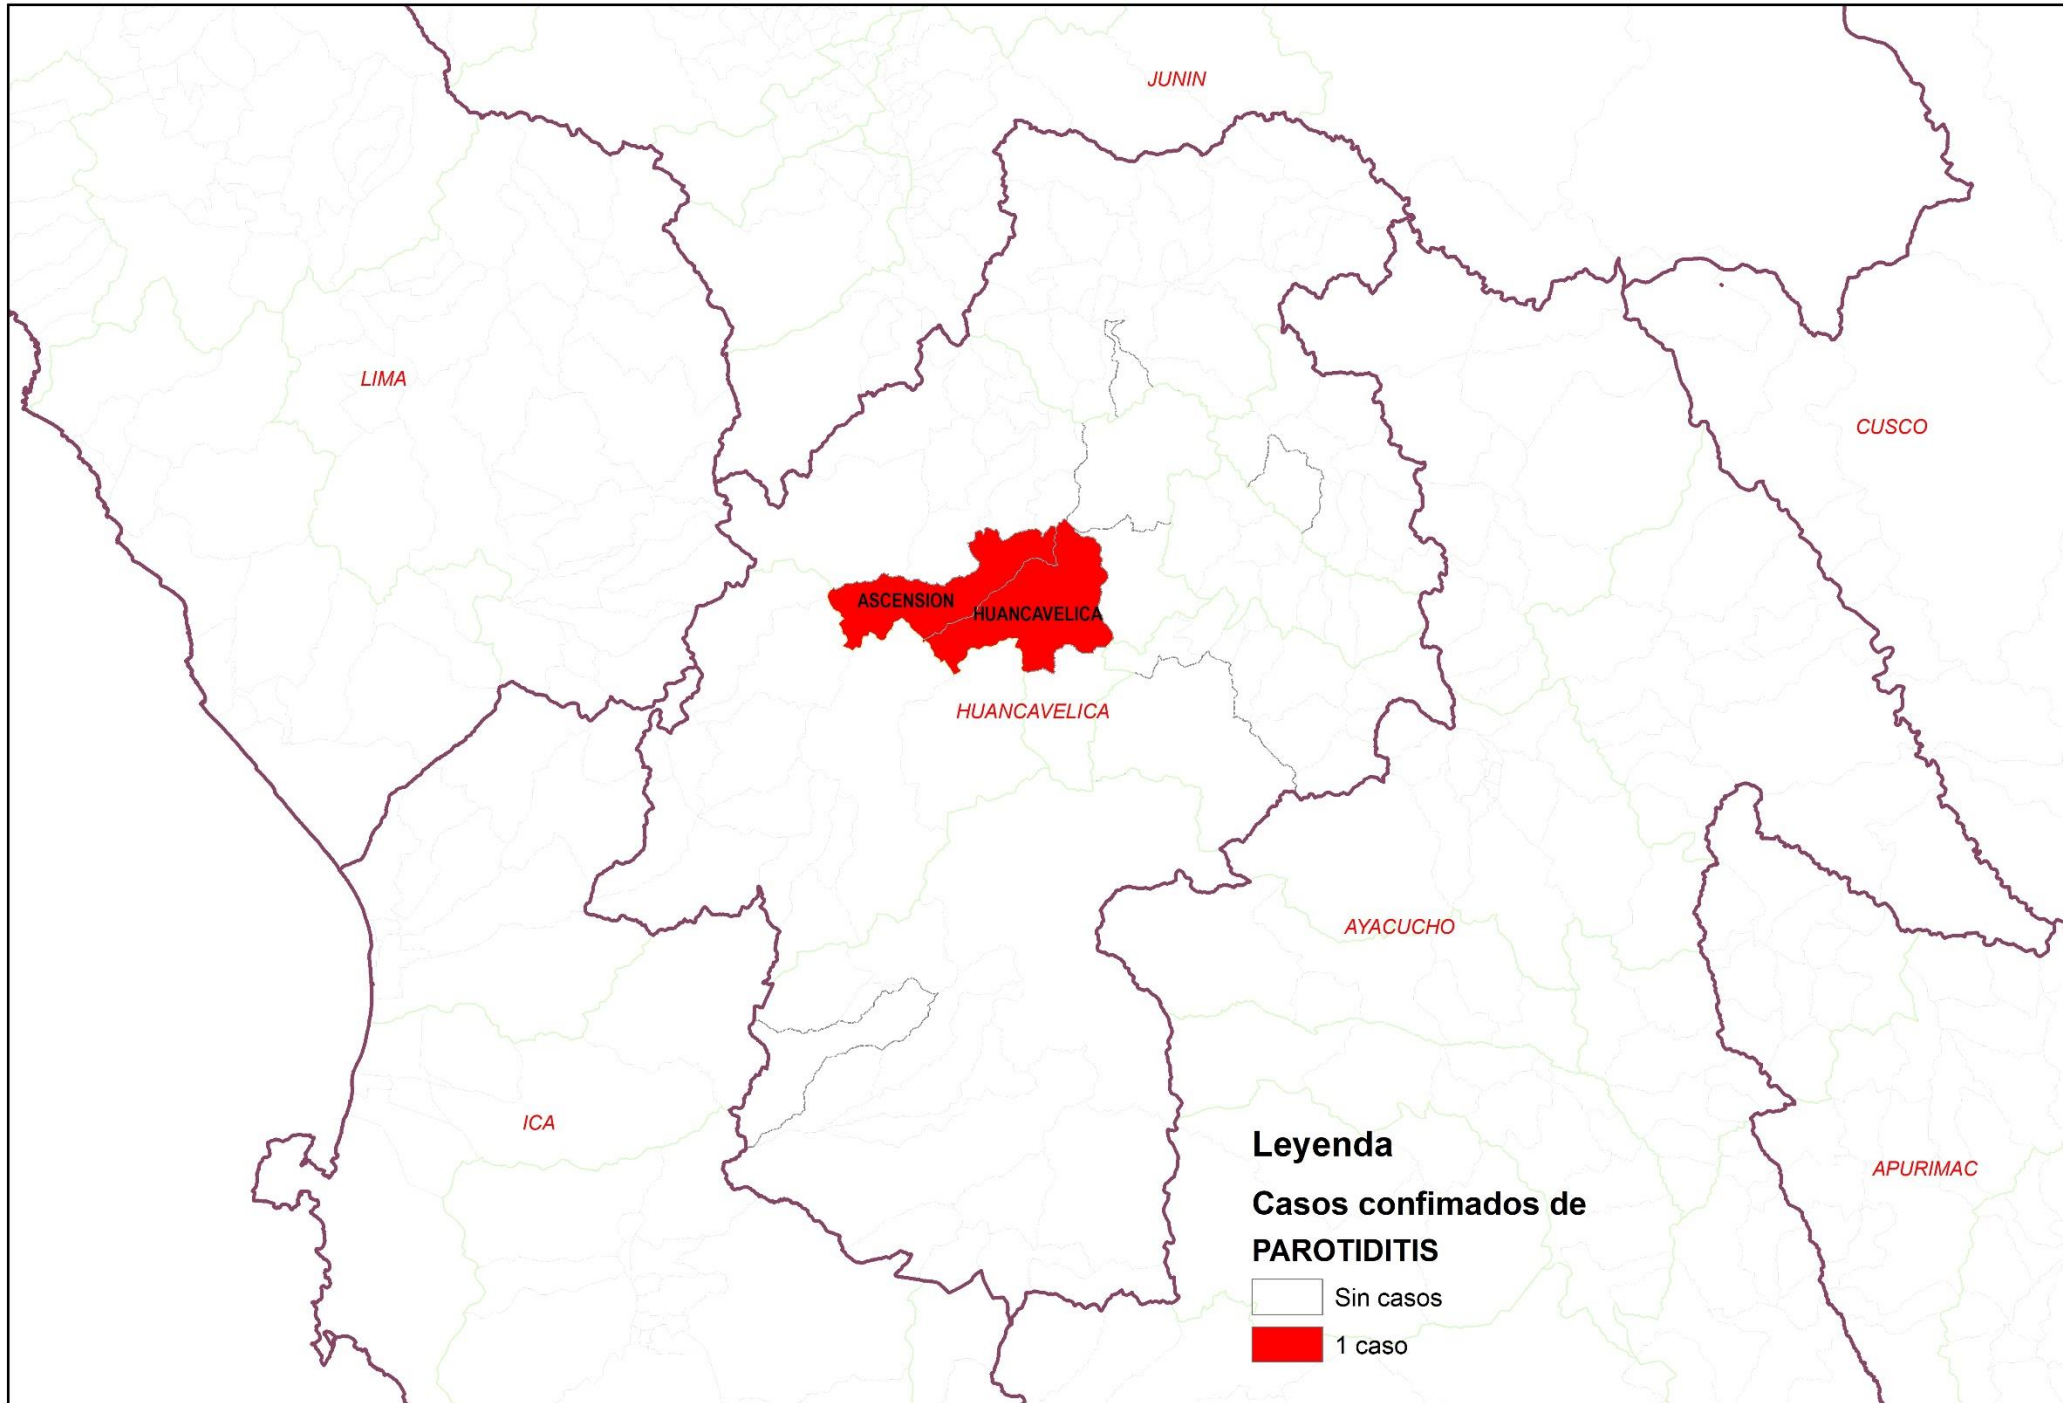 JUNIN
LIMA
CUSCO
ASCENSION
HUANCAVELICA
HUANCAVELICA
AYACUCHO
ICA
APURIMAC
Leyenda
Casos confimados de
PAROTIDITIS
Sin casos
1 caso